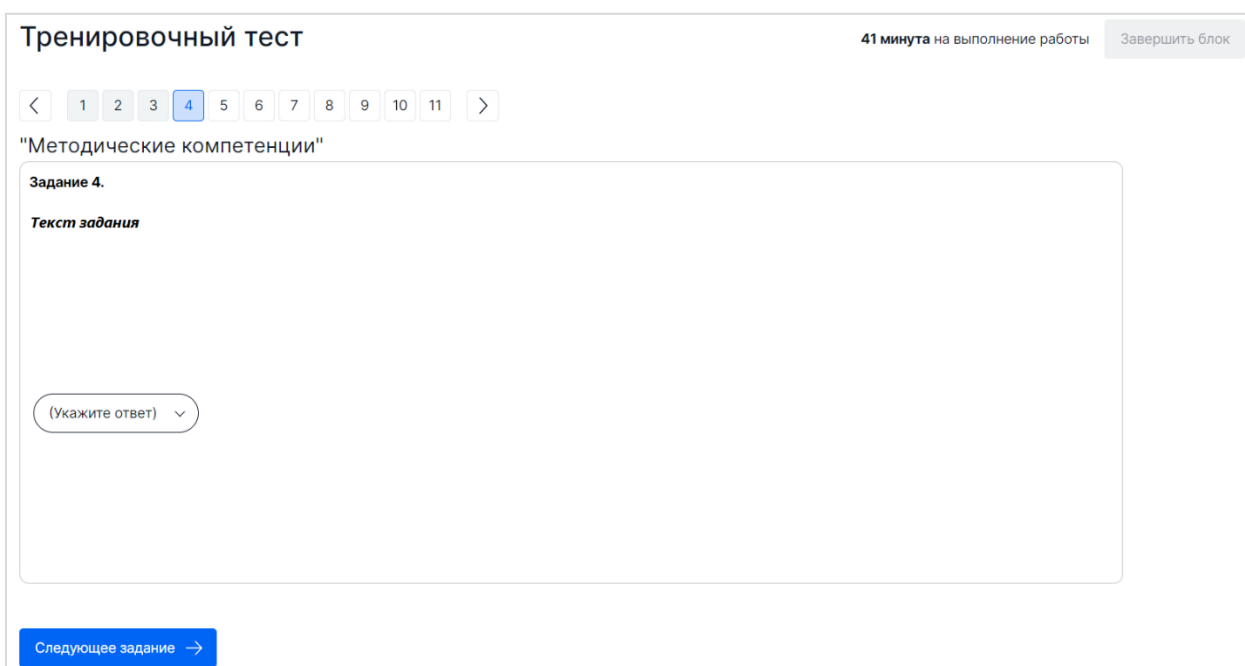 Тренировочный тест
41 минута на выполнение работы
Завершить блок
1 2 3 4 5 6 7 8 9 10 11
"Методические компетенции"
Задание 4.
Текст задания
(Укажите ответ)
Следующее задание →